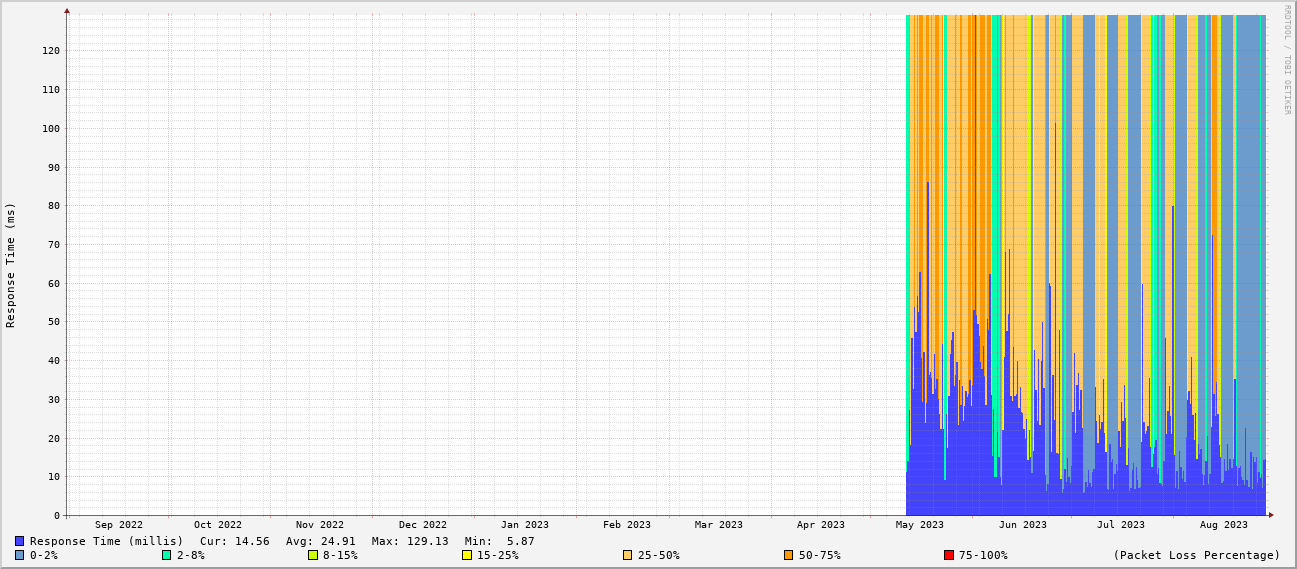 RRDTOOL / TOBI OETIKER
Response Time (ms)
120
110
100
90
80
70
60
50
40
30
20
10
0
Sep 2022 Oct 2022 Nov 2022 Dec 2022 Jan 2023 Feb 2023 Mar 2023 Apr 2023 May 2023 Jun 2023 Jul 2023 Aug 2023
Response Time (millis) Cur: 14.56 Avg: 24.91 Max: 129.13 Min: 5.87
0-2% 2-8% 8-15% 15-25% 25-50% 50-75% 75-100% (Packet Loss Percentage)